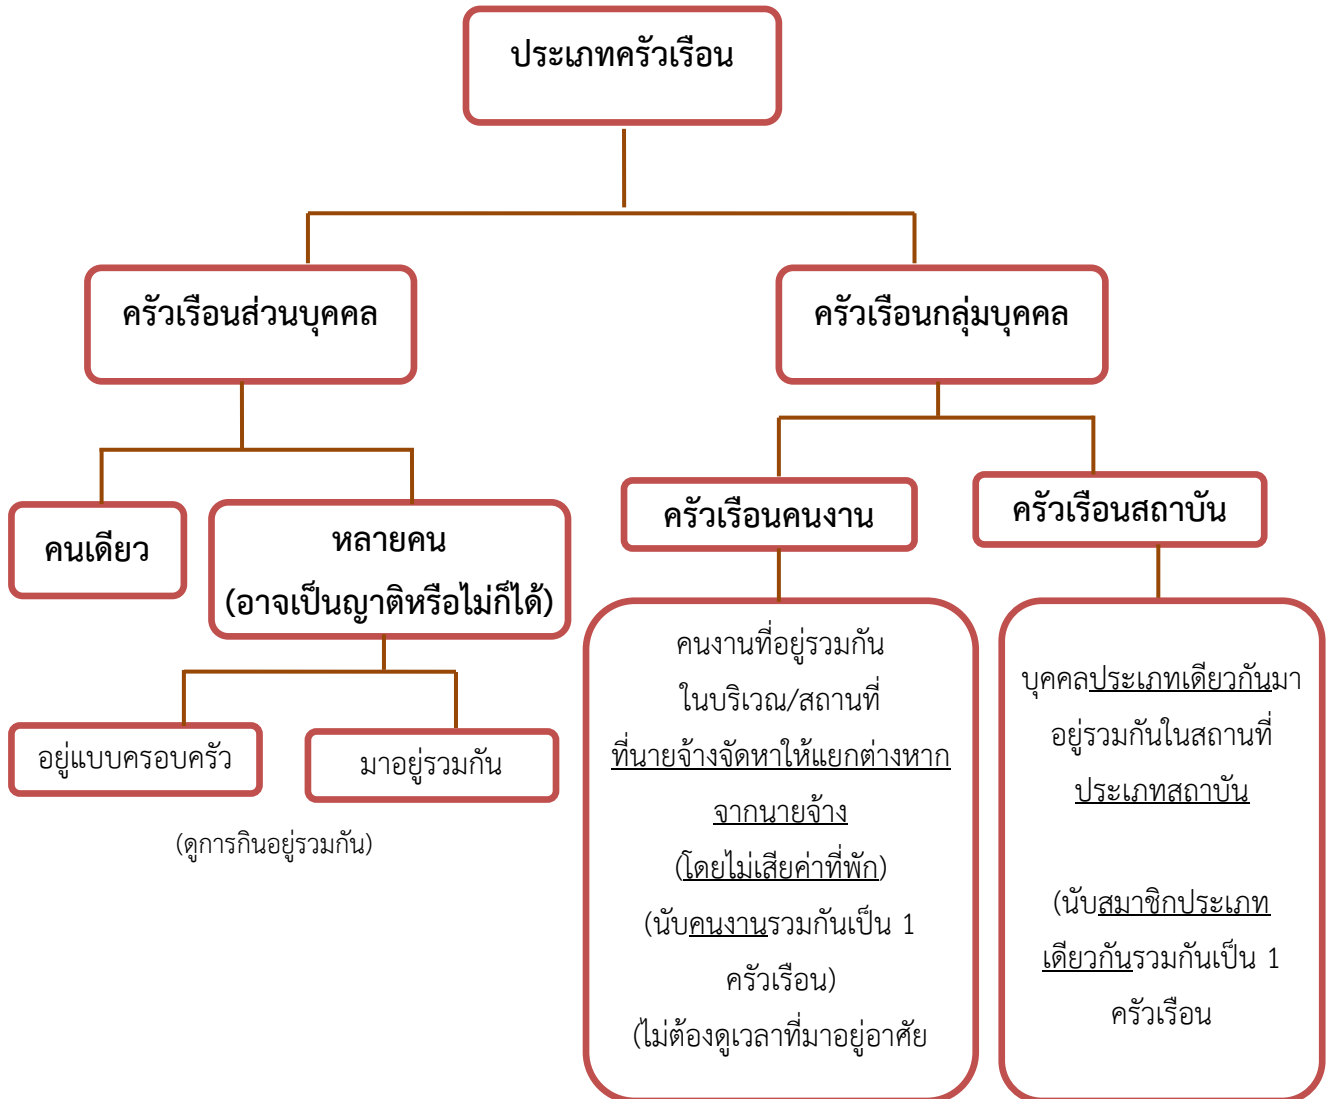 ประเภทครัวเรือน
ครัวเรือนส่วนบุคคล
ครัวเรือนกลุ่มบุคคล
คนเดียว
หลายคน
(อาจเป็นญาติหรือไม่ก็ได้)
ครัวเรือนคนงาน
ครัวเรือนสถาบัน
อยู่แบบครอบครัว
มาอยู่รวมกัน
(ดูการกินอยู่รวมกัน)
คนงานที่อยู่รวมกัน
ในบริเวณ/สถานที่
ที่นายจ้างจัดหาให้แยกต่างหาก
จากนายจ้าง
(โดยไม่เสียค่าที่พัก)
(นับคนงานรวมกันเป็น 1
ครัวเรือน)
(ไม่ต้องดูเวลาที่มาอยู่อาศัย
บุคคลประเภทเดียวกันมา
อยู่รวมกันในสถานที่
ประเภทสถาบัน
(นับสมาชิกประเภท
เดียวกันรวมกันเป็น 1
ครัวเรือน